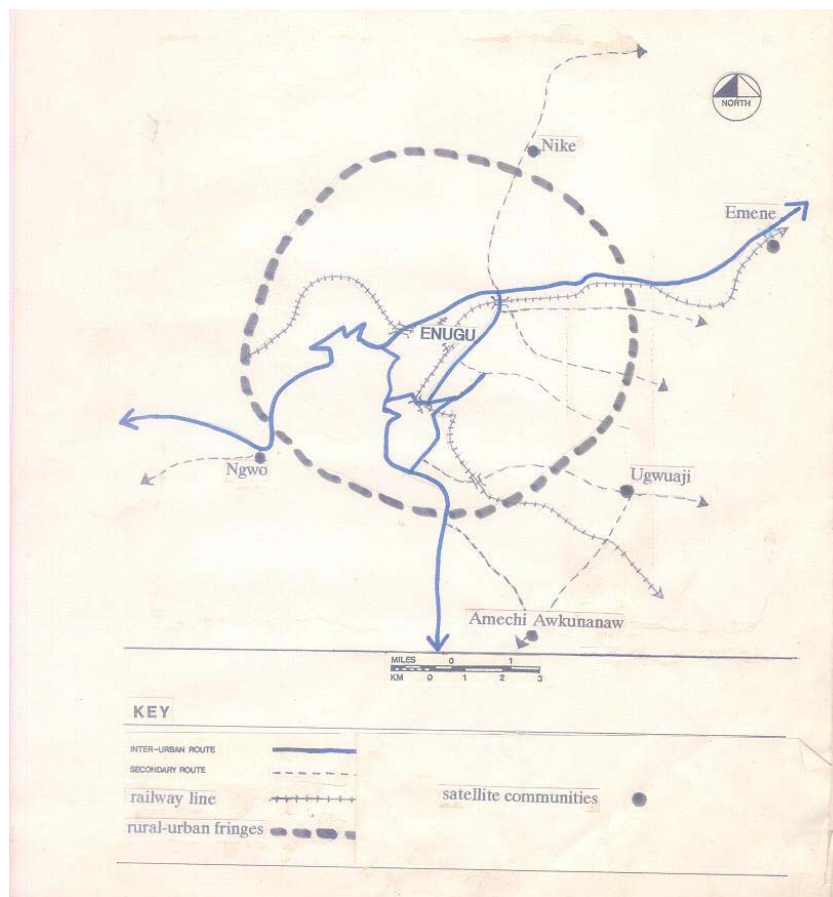 NORTH
Nike
Emene
ENUGU
Ngwo
Ugwuaji
Amechi Awkunanaw
MILES 0 1
KM 0 1 2 3
KEY
INTER-URBAN ROUTE
SECONDARY ROUTE
railway line
rural-urban fringes
satellite communities